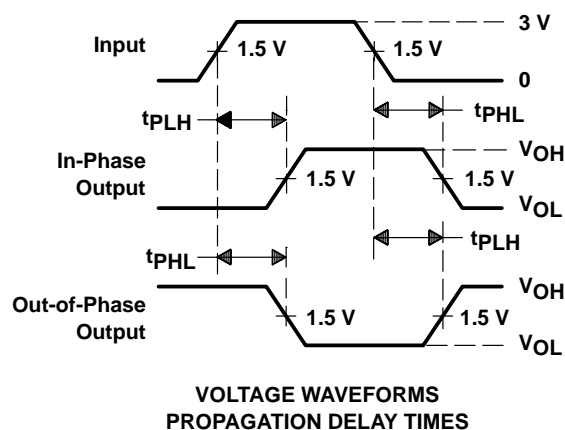 3 V
Input
1.5 V
1.5 V
0
tPLH
tPHL
In-Phase
Output
VOH
1.5 V
1.5 V
VOL
tPHL
tPLH
Out-of-Phase
Output
VOH
1.5 V
1.5 V
VOL
VOLTAGE WAVEFORMS
PROPAGATION DELAY TIMES